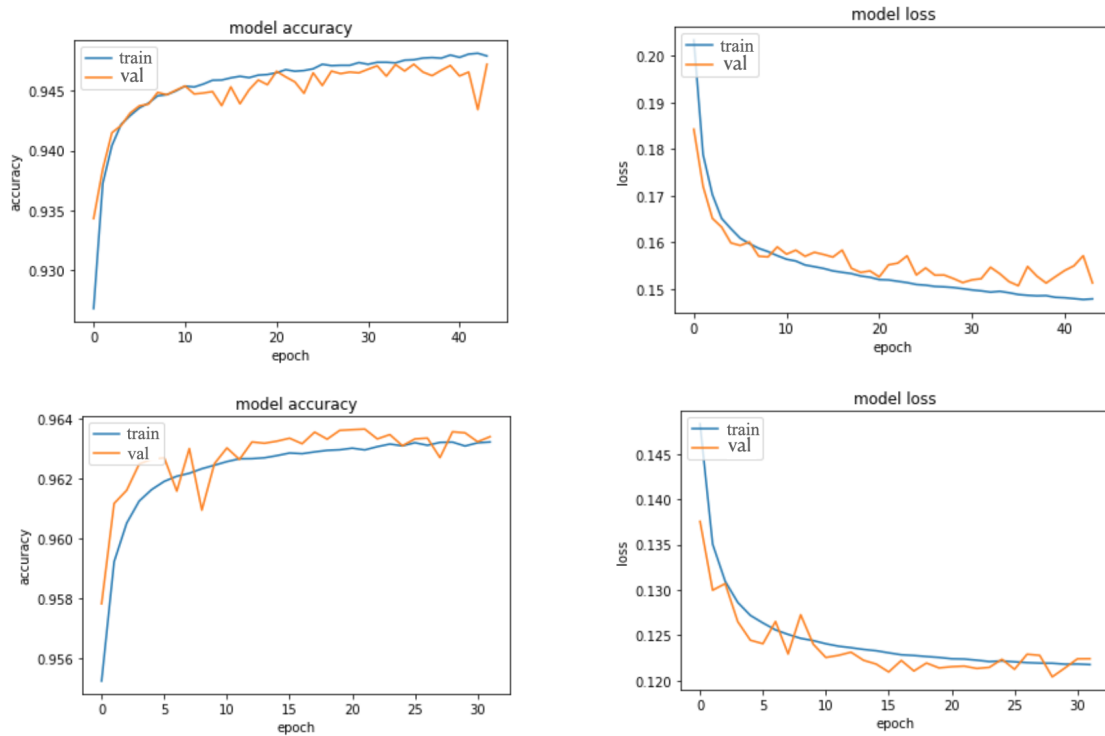 model accuracy
train
val
0.945
0.940
0.935
0.930
accuracy
0 10 20 30 40
epoch
model loss
train
val
0.20
0.19
0.18
0.17
0.16
0.15
loss
0 10 20 30 40
epoch
model accuracy
train
val
0.964
0.962
0.960
0.958
0.956
accuracy
0 5 10 15 20 25 30
epoch
model loss
train
val
0.145
0.140
0.135
0.130
0.125
0.120
loss
0 5 10 15 20 25 30
epoch